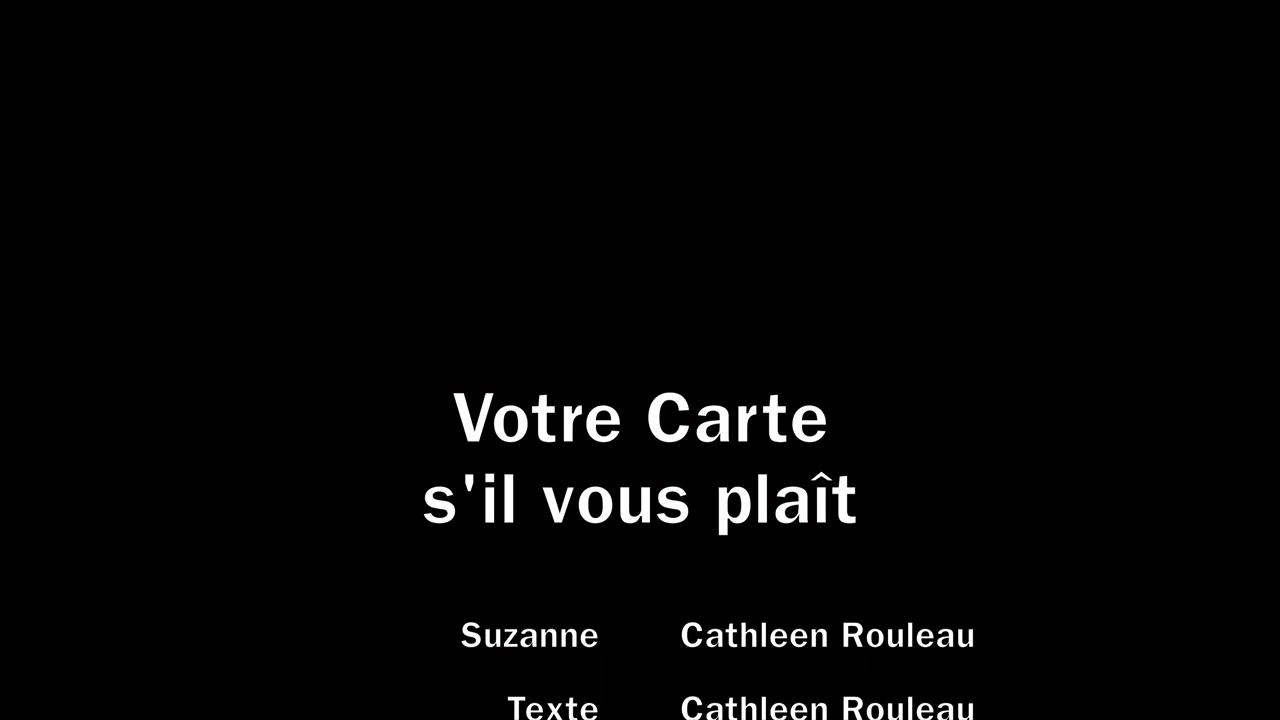 Votre Carte
s'il vous plaît
Suzanne Cathleen Rouleau
Texte Cathleen Rouleau